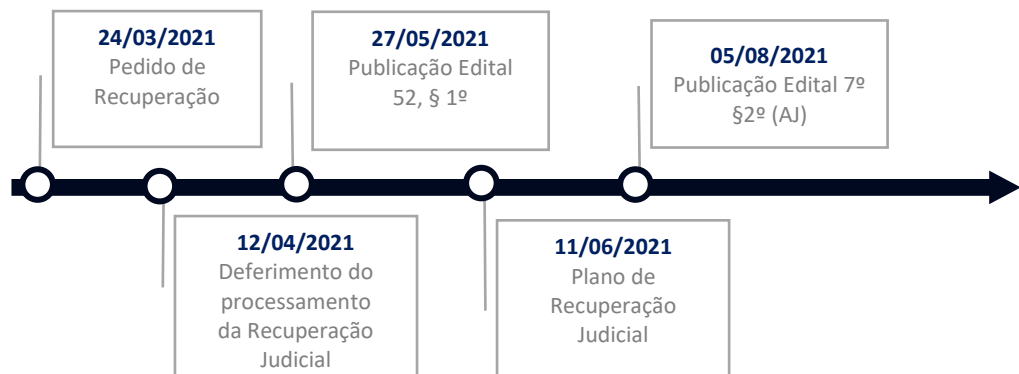 24/03/2021
Pedido de
Recuperação
27/05/2021
Publicação Edital
52, § 1º
05/08/2021
Publicação Edital 7º
§2º (AJ)
12/04/2021
Deferimento do
processamento
da Recuperação
Judicial
11/06/2021
Plano de
Recuperação
Judicial